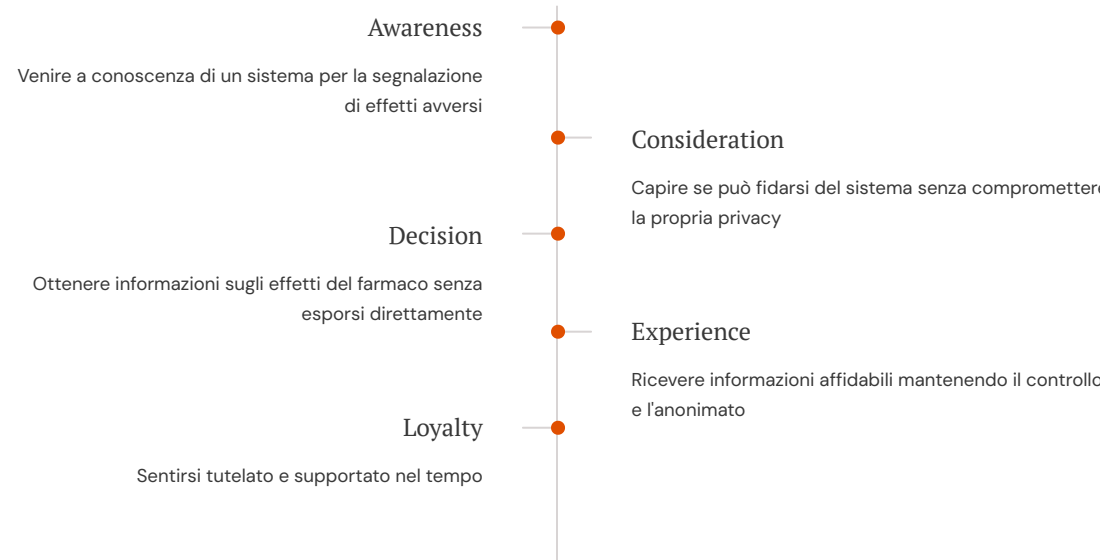 Awareness
Venire a conoscenza di un sistema per la segnalazione
di effetti avversi
Consideration
Capire se può fidarsi del sistema senza compromettere
la propria privacy
Decision
Ottenere informazioni sugli effetti del farmaco senza
esporsi direttamente
Experience
Ricevere informazioni affidabili mantenendo il controllo
e l'anonimato
Loyalty
Sentirsi tutelato e supportato nel tempo